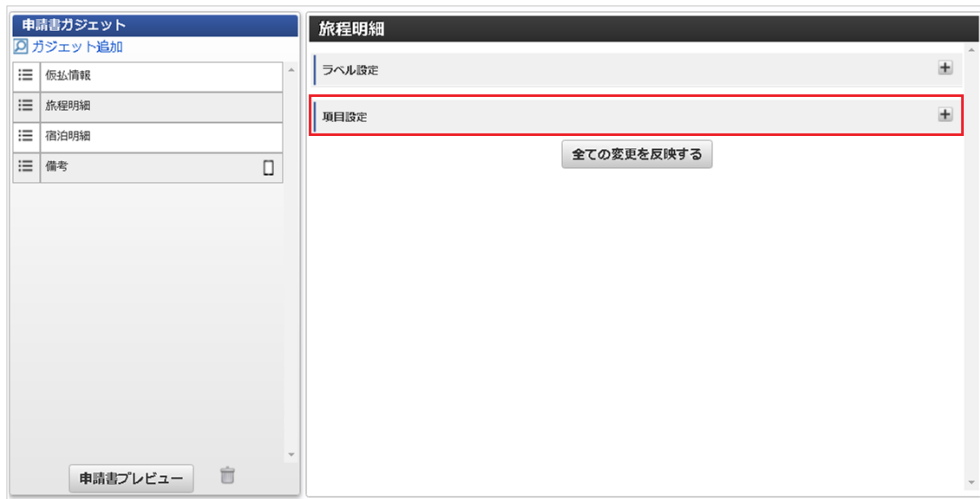 申請書ガジェット
ガジェット追加
仮払情報
旅程明細
宿泊明細
備考
申請書プレビュー
旅程明細
ラベル設定
項目設定
全ての変更を反映する